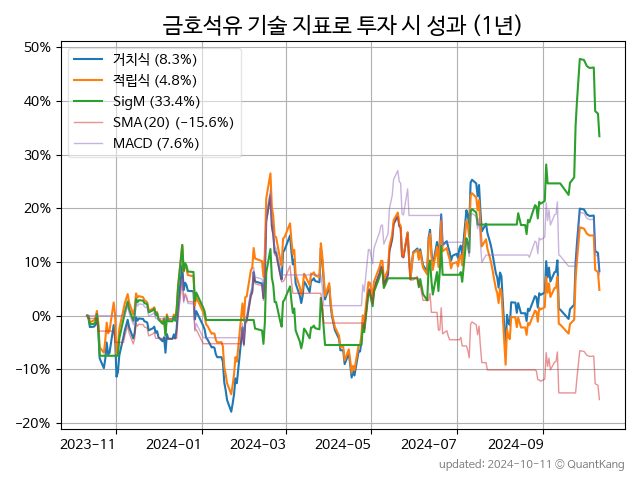 금호석유 기술 지표로 투자 시 성과 (1년)
50%
40%
30%
20%
10%
0%
−10%
−20%
거치식 (8.3%)
적립식 (4.8%)
SigM (33.4%)
SMA(20) (−15.6%)
MACD (7.6%)
2023-11 2024-01 2024-03 2024-05 2024-07 2024-09
updated: 2024-10-11 © QuantKang